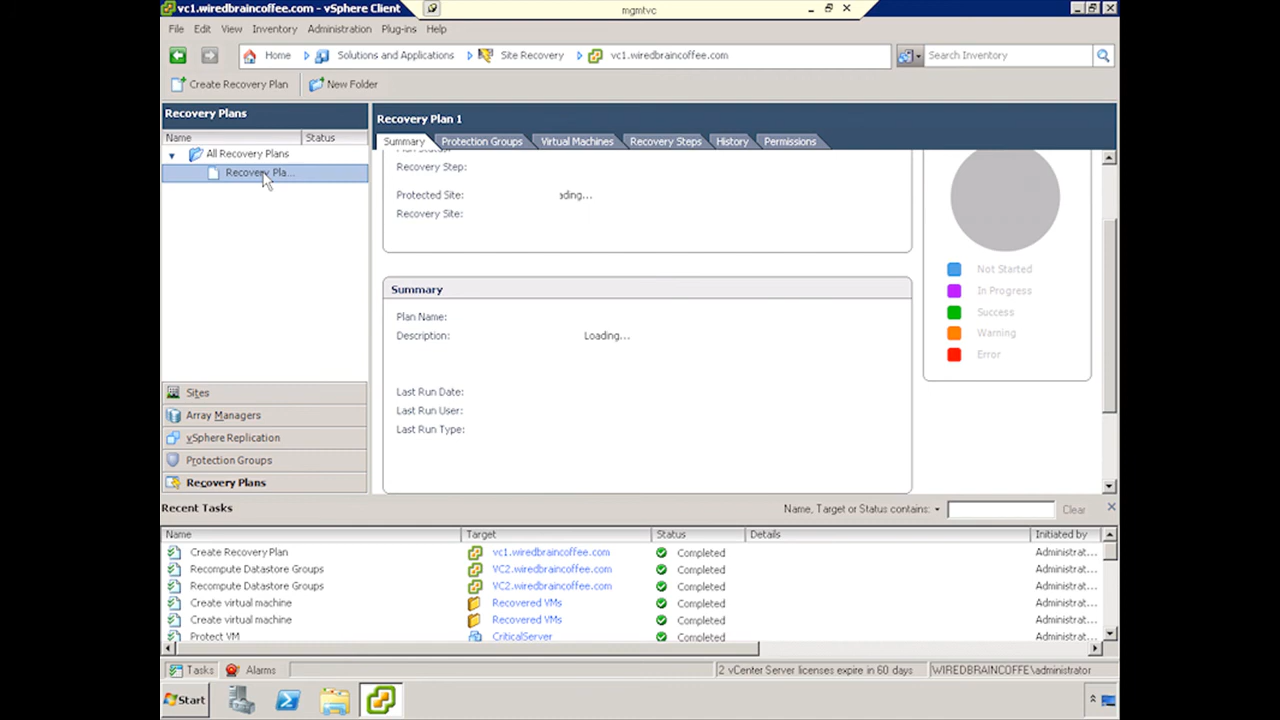 vc1.wiredbraincoffee.com - vSphere Client
mgmtvc
File Edit View Inventory Administration Plug-ins Help
Home Solutions and Applications Site Recovery vc1.wiredbraincoffee.com Search Inventory
Create Recovery Plan New Folder
Recovery Plans
Name Status
All Recovery Plans
Recovery Pla...
Sites
Array Managers
vSphere Replication
Protection Groups
Recovery Plans
Recovery Plan 1
Summary Protection Groups Virtual Machines Recovery Steps History Permissions
Recovery Step:
Protected Site: ading...
Recovery Site:
Summary
Plan Name:
Description: Loading...
Last Run Date:
Last Run User:
Last Run Type:
Not Started
In Progress
Success
Warning
Error
Recent Tasks Name, Target or Status contains: Clear
Name Target Status Details Initiated by
Create Recovery Plan vc1.wiredbraincoffee.com Completed Administrat...
Recompute Datastore Groups VC2.wiredbraincoffee.com Completed Administrat...
Recompute Datastore Groups VC2.wiredbraincoffee.com Completed Administrat...
Create virtual machine Recovered VMs Completed Administrat...
Create virtual machine Recovered VMs Completed Administrat...
Protect VM CriticalServer Completed Administrat...
Tasks Alarms 2 vCenter Server licenses expire in 60 days WIREDBRAINCOFFE\administrator
Start